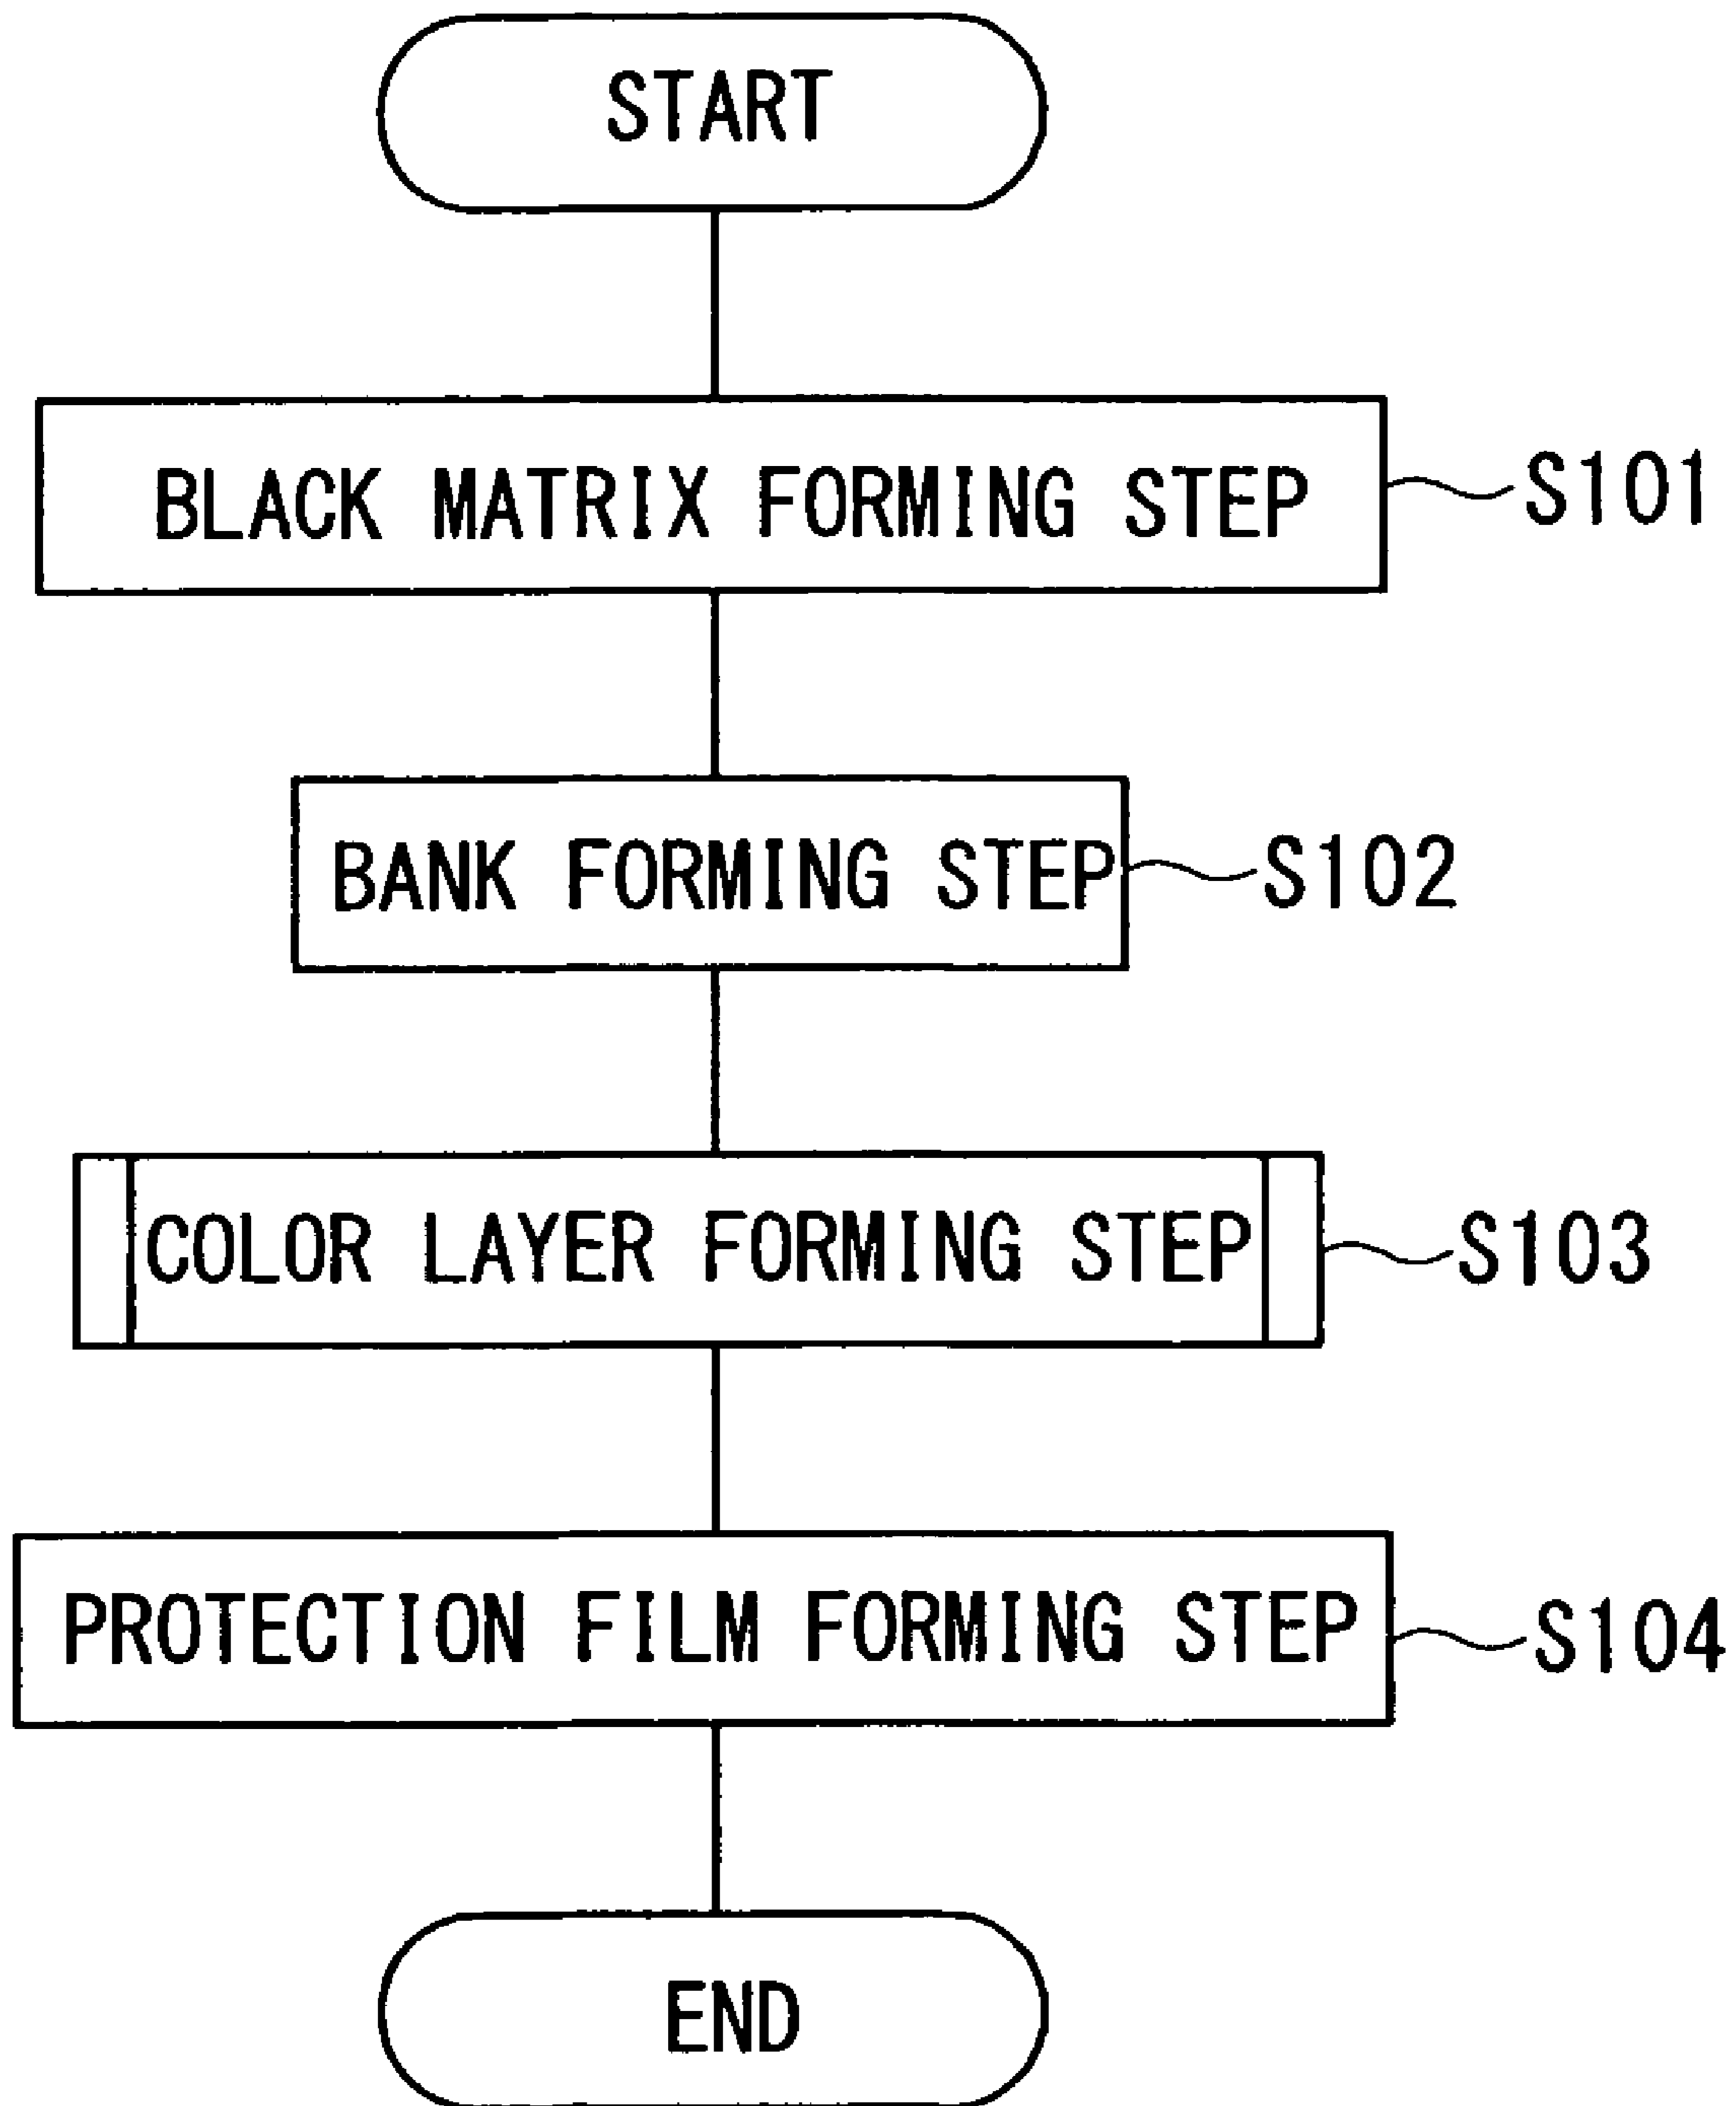 START
BLACK MATRIX FORMING STEP S101
BANK FORMING STEP S102
COLOR LAYER FORMING STEP S103
PROTECTION FILM FORMING STEP S104
END